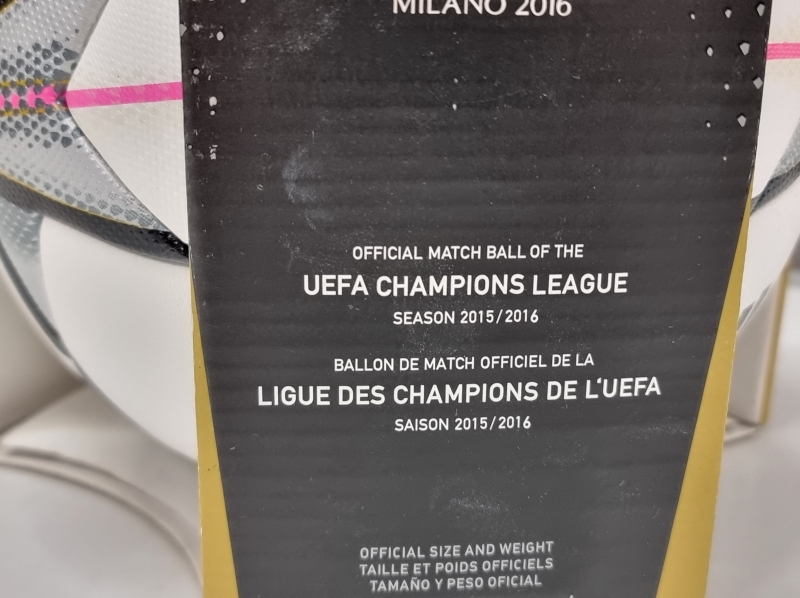 MILANO 2016
OFFICIAL MATCH BALL OF THE
UEFA CHAMPIONS LEAGUE
SEASON 2015/2016
BALLON DE MATCH OFFICIEL DE LA
LIGUE DES CHAMPIONS DE L'UEFA
SAISON 2015/2016
OFFICIAL SIZE AND WEIGHT
TAILLE ET POIDS OFFICIELS
TAMAÑO Y PESO OFICIAL